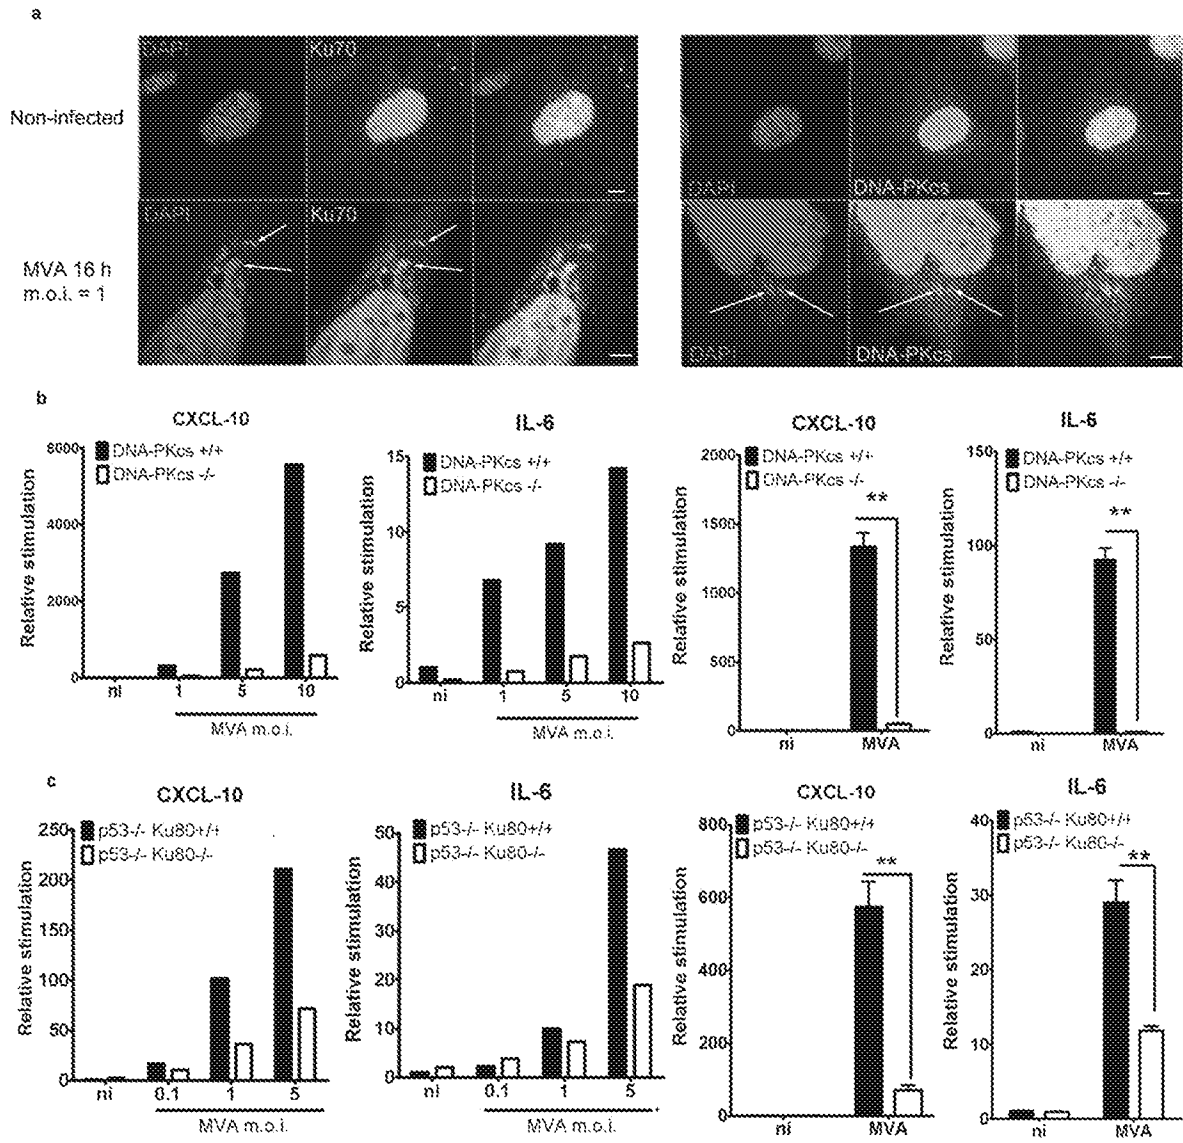 a
DAPI Ku70
Non-infected
DAPI DNA-PKcs
DAPI Ku70
MVA 16 h
m.o.i. = 1
DAPI DNA-PKcs
b
CXCL-10
DNA-PKcs +/+
DNA-PKcs -/-
Relative stimulation
6000
4000
2000
0
ni 1 5 10
MVA m.o.i.
IL-6
DNA-PKcs +/+
DNA-PKcs -/-
Relative stimulation
15
10
5
0
ni 1 5 10
MVA m.o.i.
CXCL-10
DNA-PKcs +/+
DNA-PKcs -/-
**
Relative stimulation
2000
1500
1000
500
0
ni MVA
IL-6
DNA-PKcs +/+
DNA-PKcs -/-
**
Relative stimulation
150
100
50
0
ni MVA
c
CXCL-10
p53-/- Ku80+/+
p53-/- Ku80-/-
Relative stimulation
250
200
150
100
50
0
ni 0.1 1 5
MVA m.o.i.
IL-6
p53-/- Ku80+/+
p53-/- Ku80-/-
Relative stimulation
50
40
30
20
10
0
ni 0.1 1 5
MVA m.o.i.
CXCL-10
p53-/- Ku80+/+
p53-/- Ku80-/-
**
Relative stimulation
800
600
400
200
0
ni MVA
IL-6
p53-/- Ku80+/+
p53-/- Ku80-/-
**
Relative stimulation
40
30
20
10
0
ni MVA